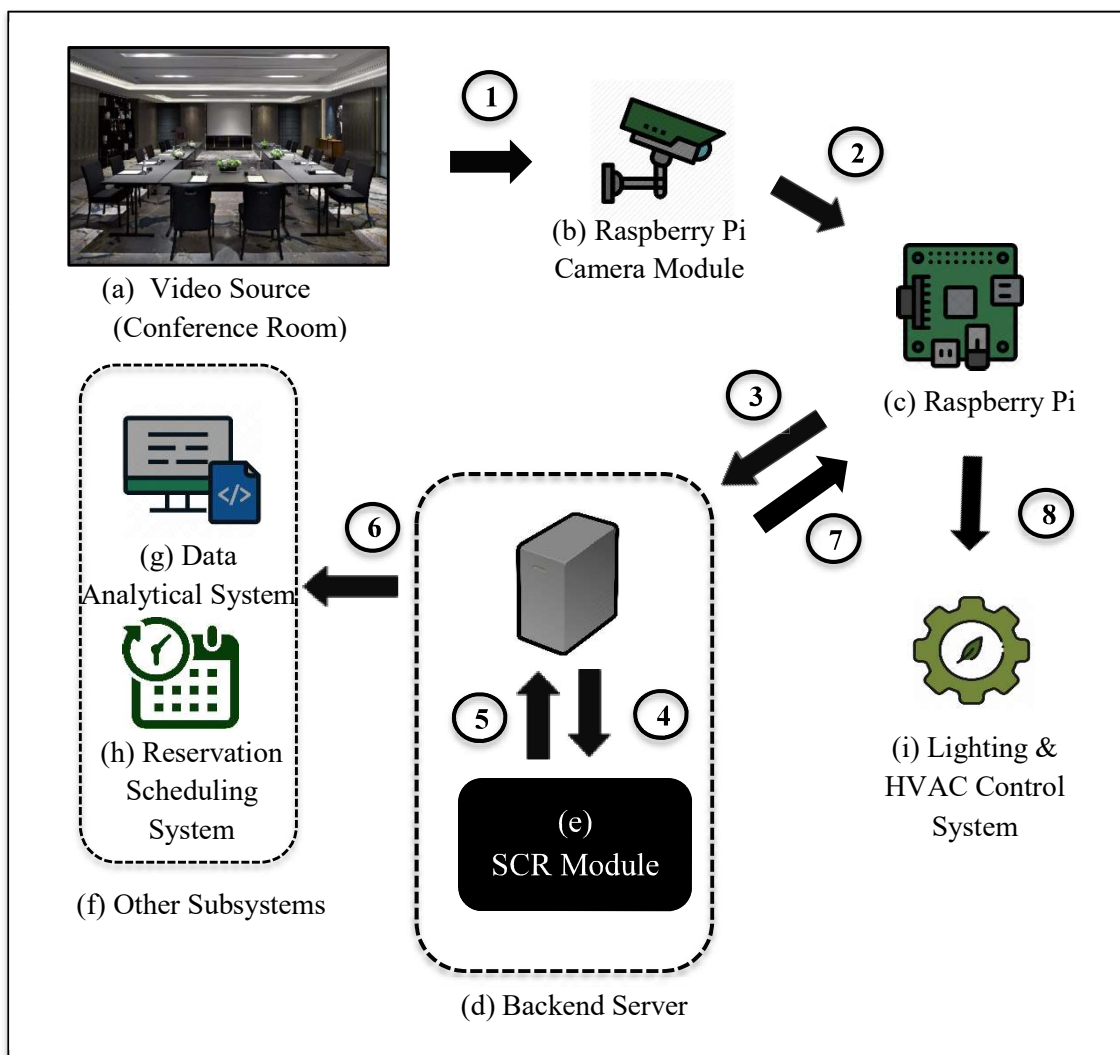 1
2
(b) Raspberry Pi
Camera Module
(a) Video Source
(Conference Room)
(c) Raspberry Pi
3
7
8
6
</>
(g) Data
Analytical System
(h) Reservation
Scheduling
System
(f) Other Subsystems
5
4
(e)
SCR Module
(d) Backend Server
(i) Lighting &
HVAC Control
System